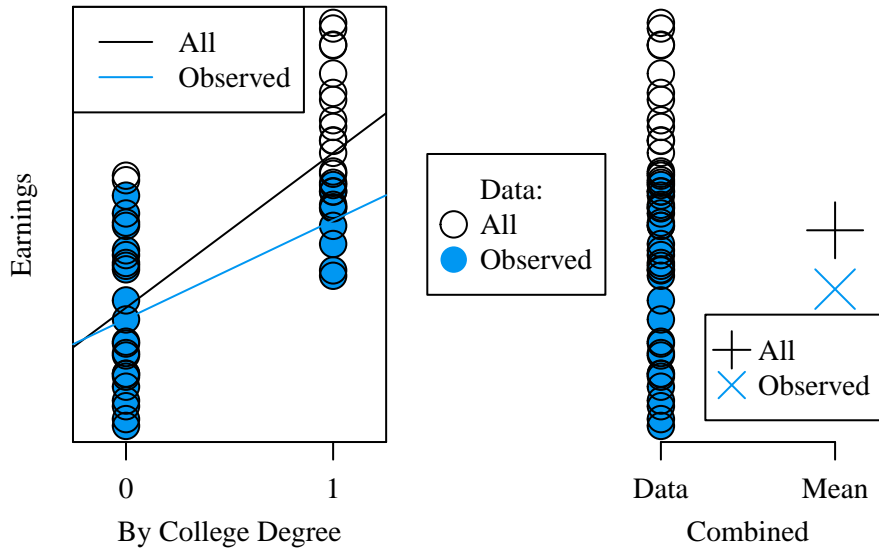 All
Observed
Earnings
0
1
By College Degree
Data:
All
Observed
All
Observed
Data
Mean
Combined